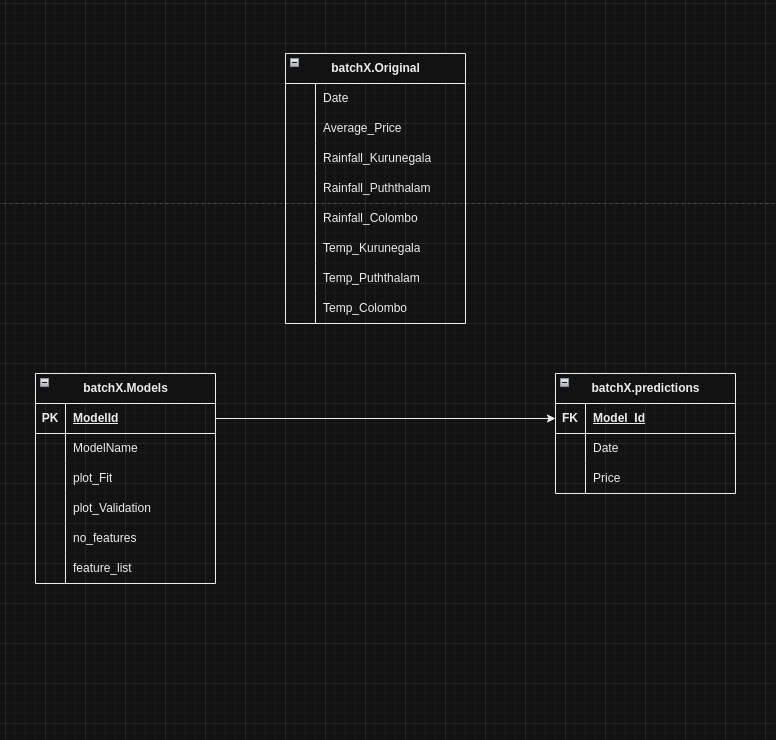 batchX.Original
Date
Average_Price
Rainfall_Kurunegala
Rainfall_Puththalam
Rainfall_Colombo
Temp_Kurunegala
Temp_Puththalam
Temp_Colombo
batchX.Models
PK ModelId
ModelName
plot_Fit
plot_Validation
no_features
feature_list
batchX.predictions
FK Model_Id
Date
Price